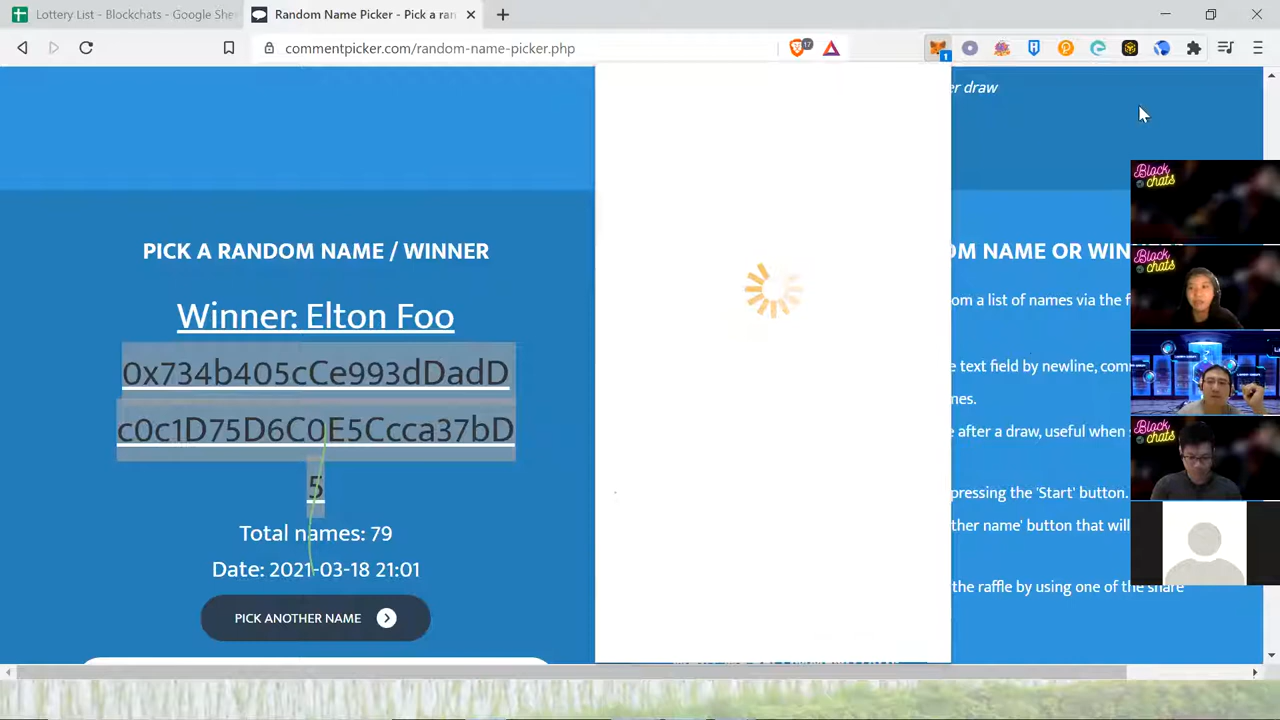 Lottery List - Blockchats - Google She
Random Name Picker - Pick a ran
commentpicker.com/random-name-picker.php
17
1
er draw
PICK A RANDOM NAME / WINNER
Winner: Elton Foo
0x734b405cCe993dDadD
c0c1D75D6C0E5Ccca37bD
5
Total names: 79
Date: 2021-03-18 21:01
PICK ANOTHER NAME
OM NAME OR WIN
om a list of names via the f
e text field by newline, com
mes.
e after a draw, useful when s
pressing the 'Start' button.
ther name' button that will
the raffle by using one of the share
Block
chats
Block
chats
Block
chats